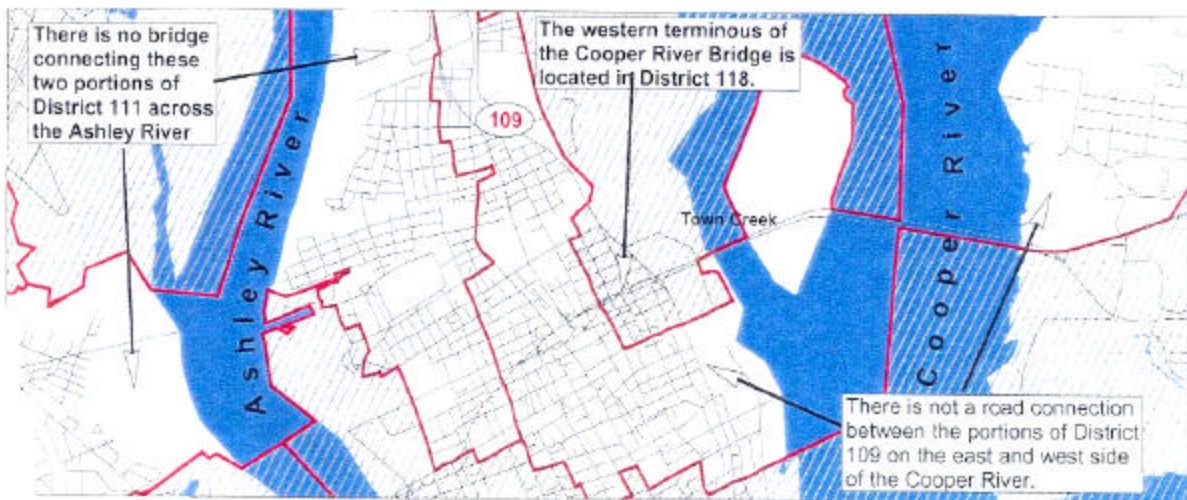 There is no bridge
connecting these
two portions of
District 111 across
the Ashley River
The western terminous of
the Cooper River Bridge is
located in District 118.
109
Town Creek
Ashley River
Cooper River
Cooper River
There is not a road connection
between the portions of District
109 on the east and west side
of the Cooper River.